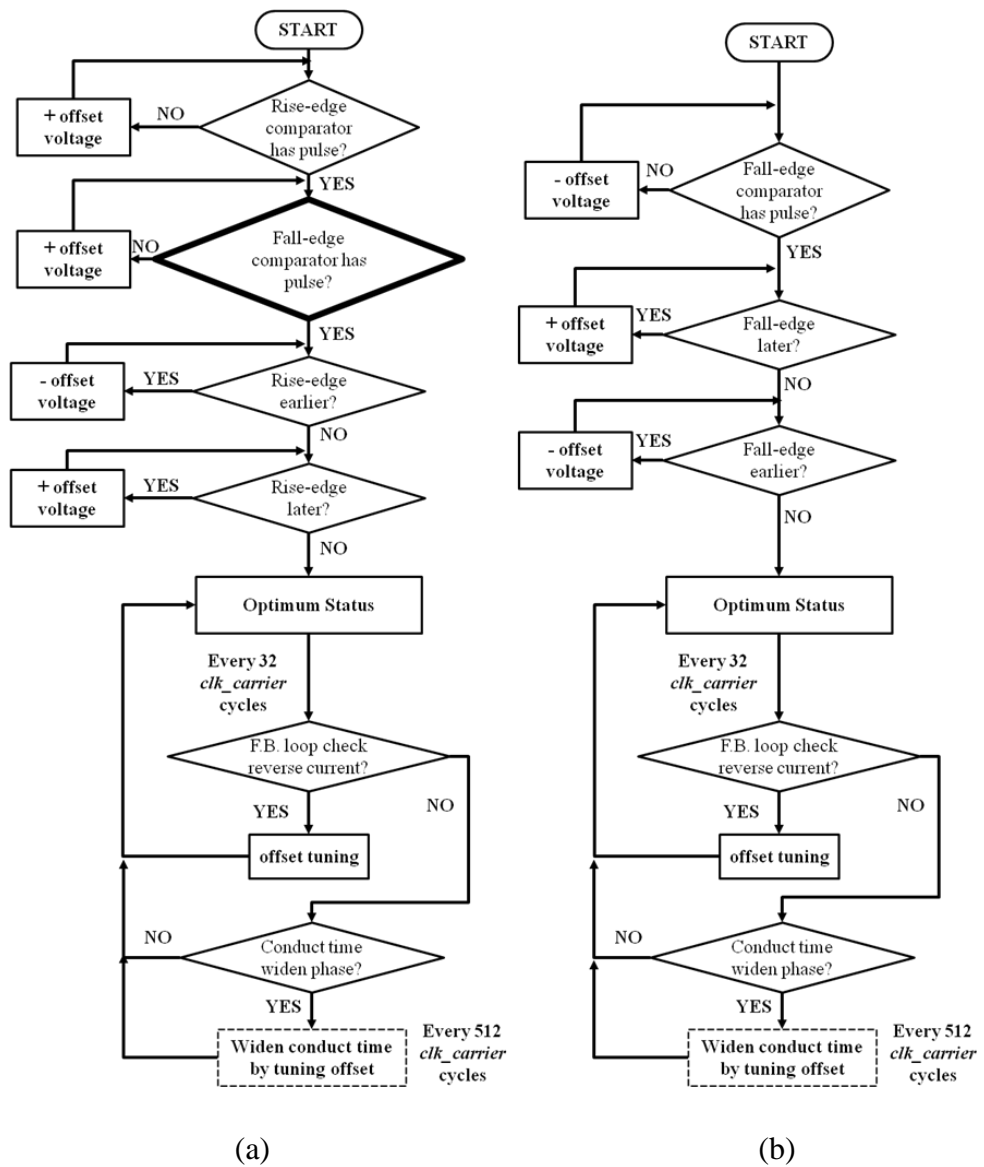 START
Rise-edge
comparator
has pulse?
NO
+ offset
voltage
YES
Fall-edge
comparator has
pulse?
NO
+ offset
voltage
YES
Rise-edge
earlier?
YES
- offset
voltage
NO
Rise-edge
later?
YES
+ offset
voltage
NO
Optimum Status
Every 32
clk_carrier
cycles
F.B. loop check
reverse current?
YES
NO
offset tuning
Conduct time
widen phase?
NO
YES
Widen conduct time
by tuning offset
Every 512
clk_carrier
cycles
(a)
START
Fall-edge
comparator
has pulse?
NO
- offset
voltage
YES
Fall-edge
later?
YES
+ offset
voltage
NO
Fall-edge
earlier?
YES
- offset
voltage
NO
Optimum Status
Every 32
clk_carrier
cycles
F.B. loop check
reverse current?
YES
NO
offset tuning
Conduct time
widen phase?
NO
YES
Widen conduct time
by tuning offset
Every 512
clk_carrier
cycles
(b)